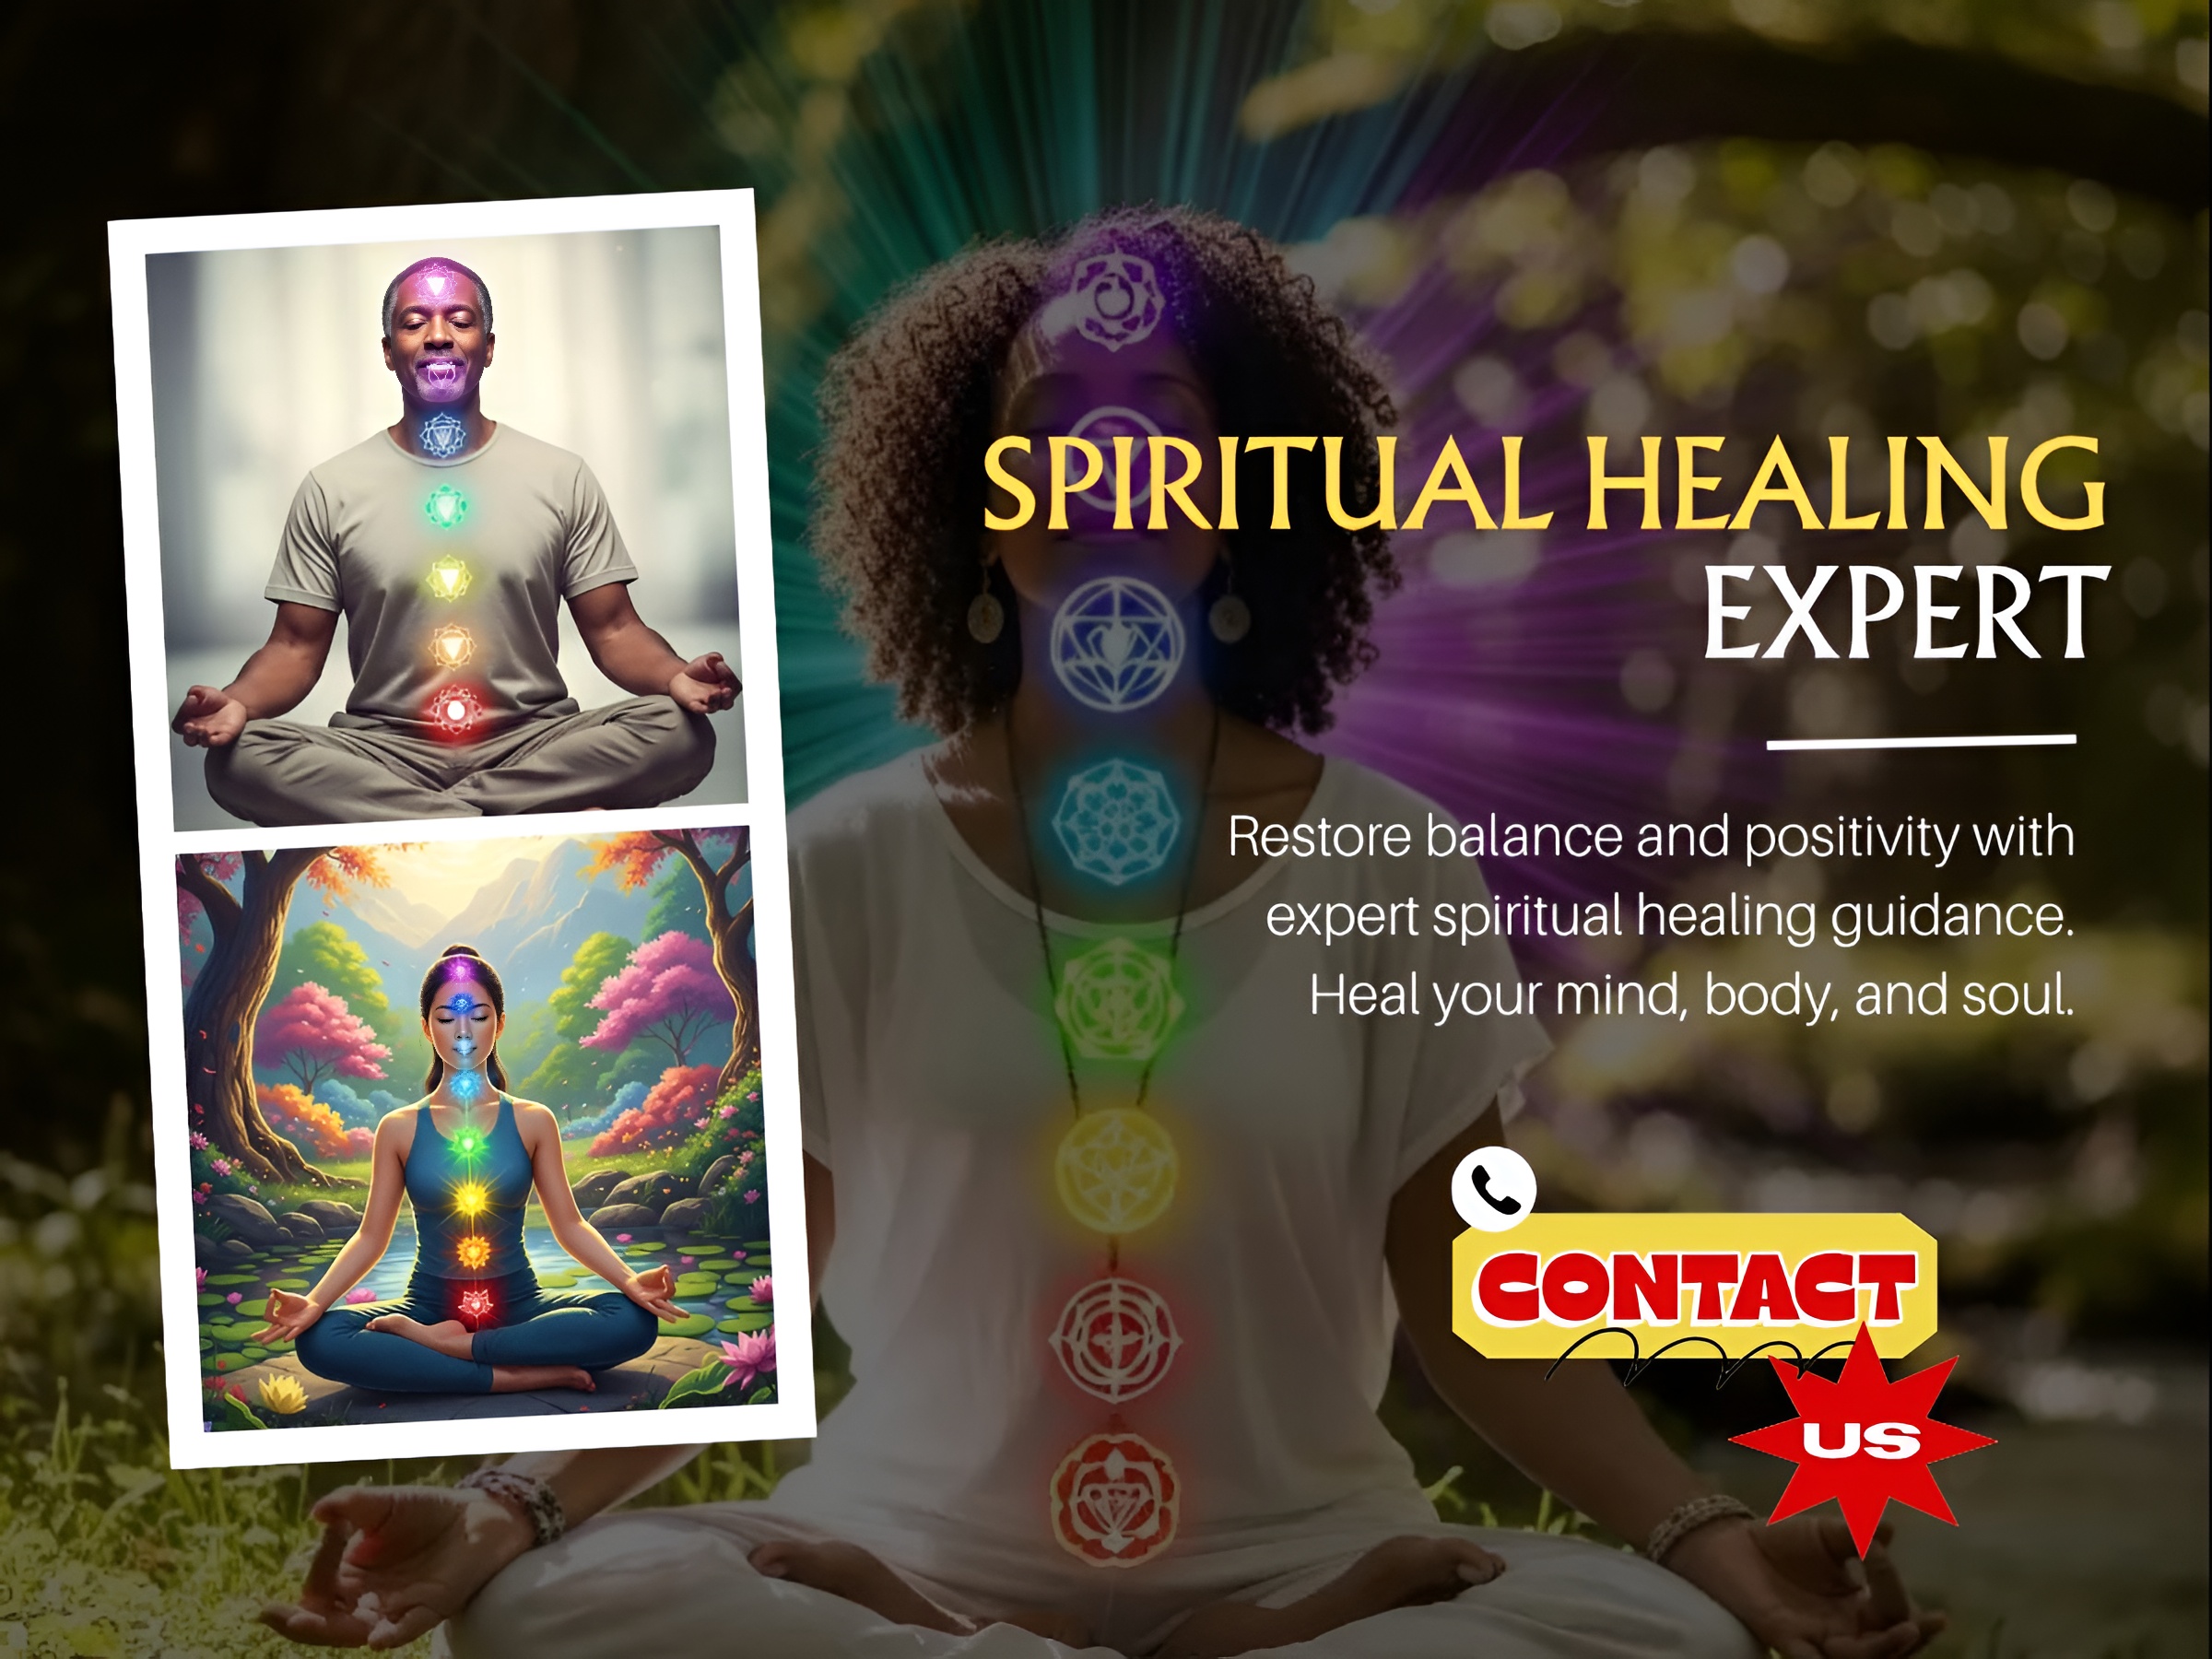 SPIRITUAL HEALING
EXPERT
Restore balance and positivity with
expert spiritual healing guidance.
Heal your mind, body, and soul.
CONTACT
US